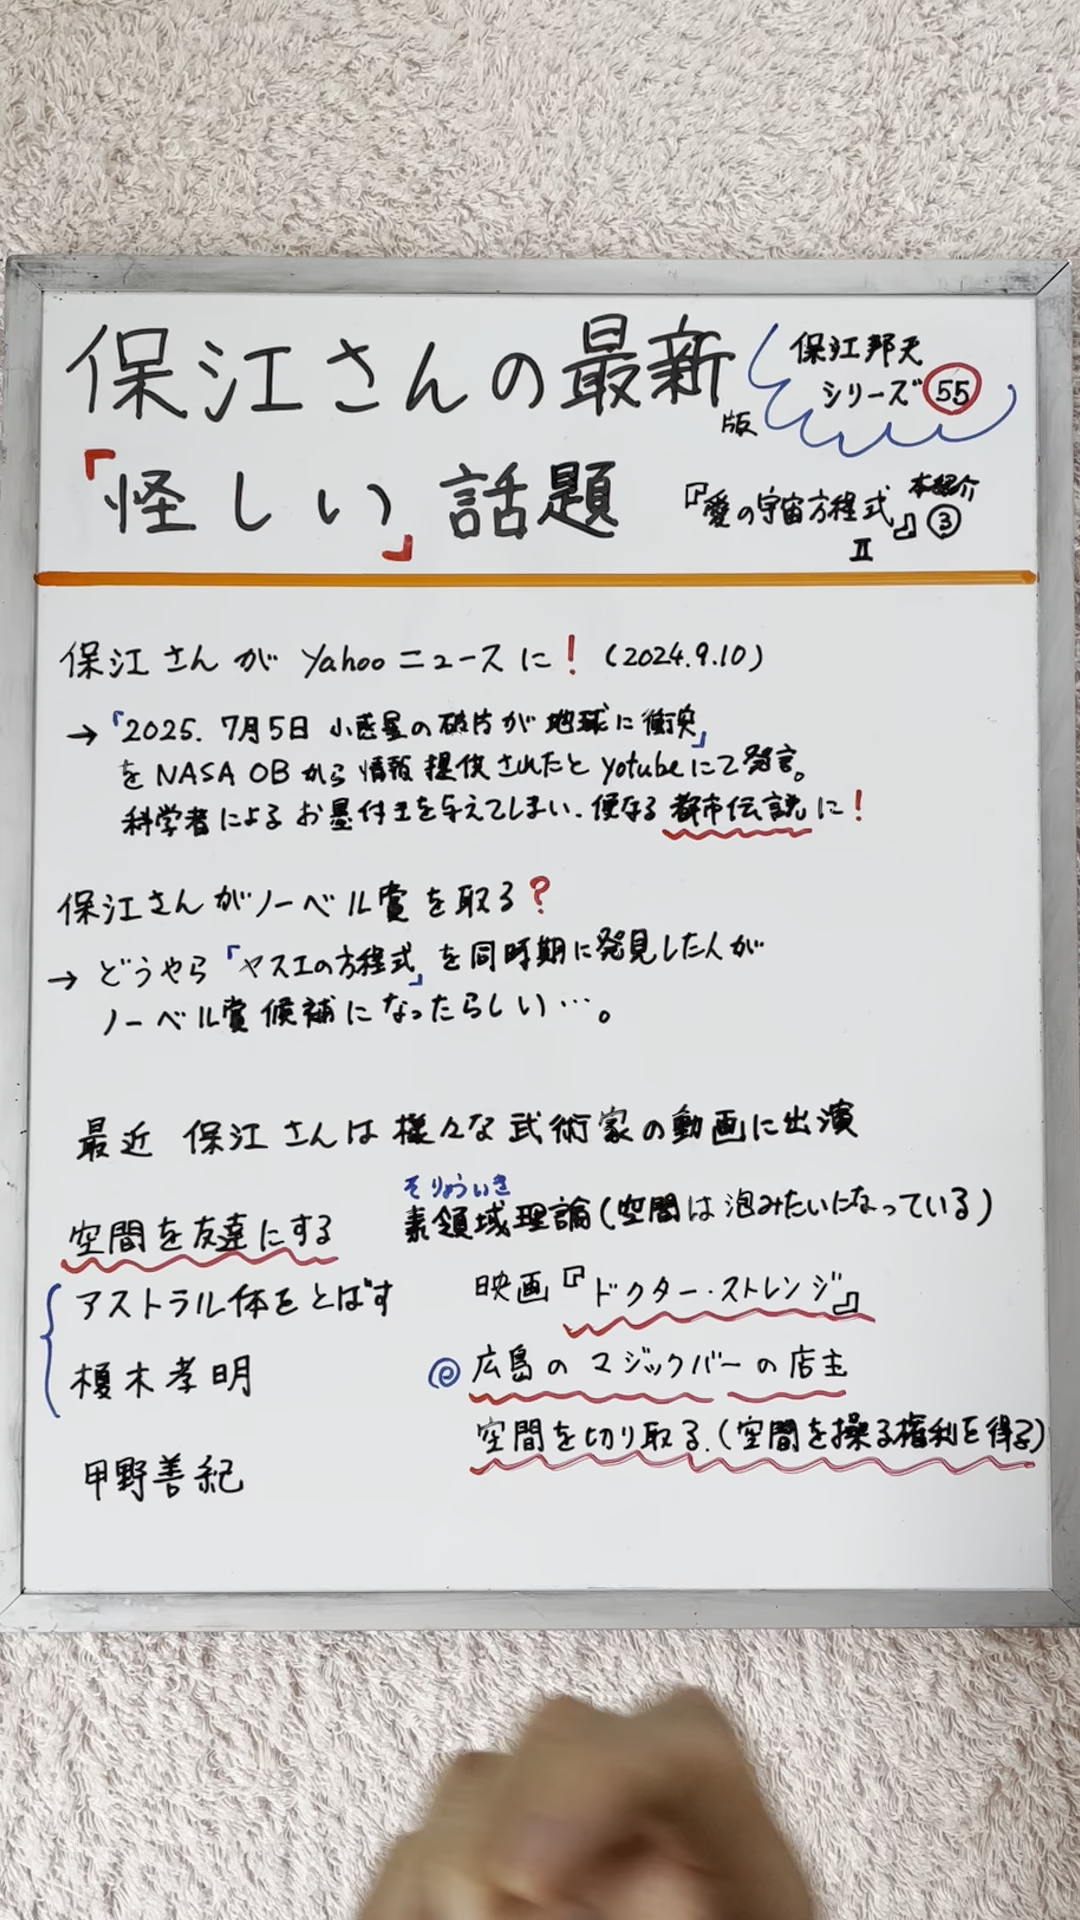 保江さんの最新版
「怪しい」話題
保江邦夫
シリーズ 55
『愛の宇宙方程式Ⅱ』本紹介③
保江さんが Yahooニュースに！(2024.9.10)
→「2025. 7月5日 小惑星の破片が地球に衝突」
を NASA OBから情報提供されたと yotubeにて発言。
科学者によるお墨付きを与えてしまい、更なる都市伝説に！
保江さんがノーベル賞を取る？
→ どうやら「ヤスエの方程式」を同時期に発見した人が
ノーベル賞候補になったらしい…。
最近 保江さんは様々な武術家の動画に出演
空間を友達にする
アストラル体をとばす
榎木孝明
甲野善紀
そりょういき
素領域理論(空間は泡みたいになっている)
映画『ドクター・ストレンジ』
広島のマジックバーの店主
空間を切り取る.(空間を操る権利を得る)